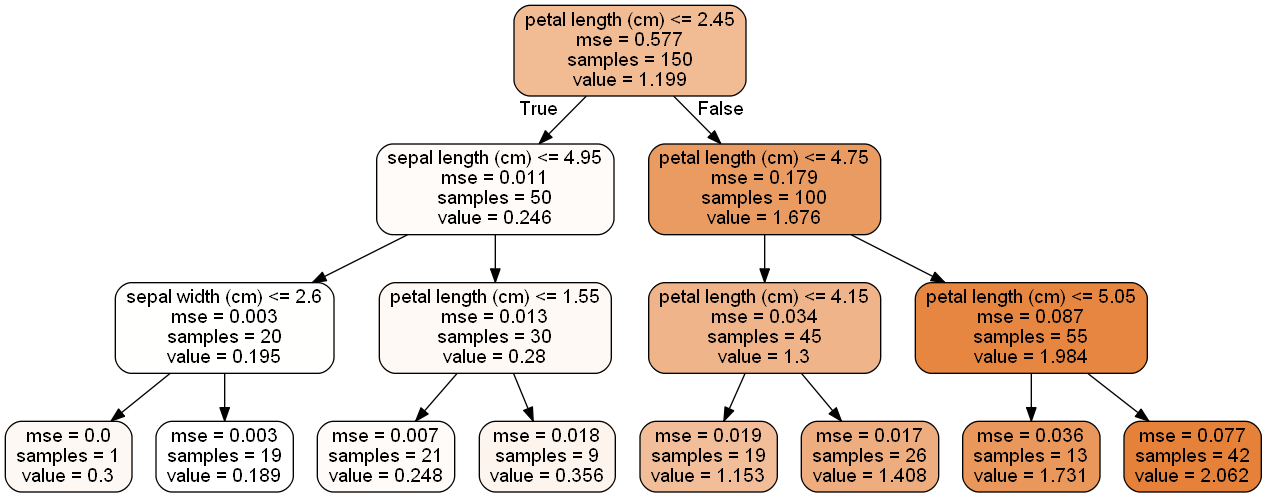 petal length (cm) <= 2.45
mse = 0.577
samples = 150
value = 1.199
True
False
sepal length (cm) <= 4.95
mse = 0.011
samples = 50
value = 0.246
petal length (cm) <= 4.75
mse = 0.179
samples = 100
value = 1.676
sepal width (cm) <= 2.6
mse = 0.003
samples = 20
value = 0.195
petal length (cm) <= 1.55
mse = 0.013
samples = 30
value = 0.28
petal length (cm) <= 4.15
mse = 0.034
samples = 45
value = 1.3
petal length (cm) <= 5.05
mse = 0.087
samples = 55
value = 1.984
mse = 0.0
samples = 1
value = 0.3
mse = 0.003
samples = 19
value = 0.189
mse = 0.007
samples = 21
value = 0.248
mse = 0.018
samples = 9
value = 0.356
mse = 0.019
samples = 19
value = 1.153
mse = 0.017
samples = 26
value = 1.408
mse = 0.036
samples = 13
value = 1.731
mse = 0.077
samples = 42
value = 2.062